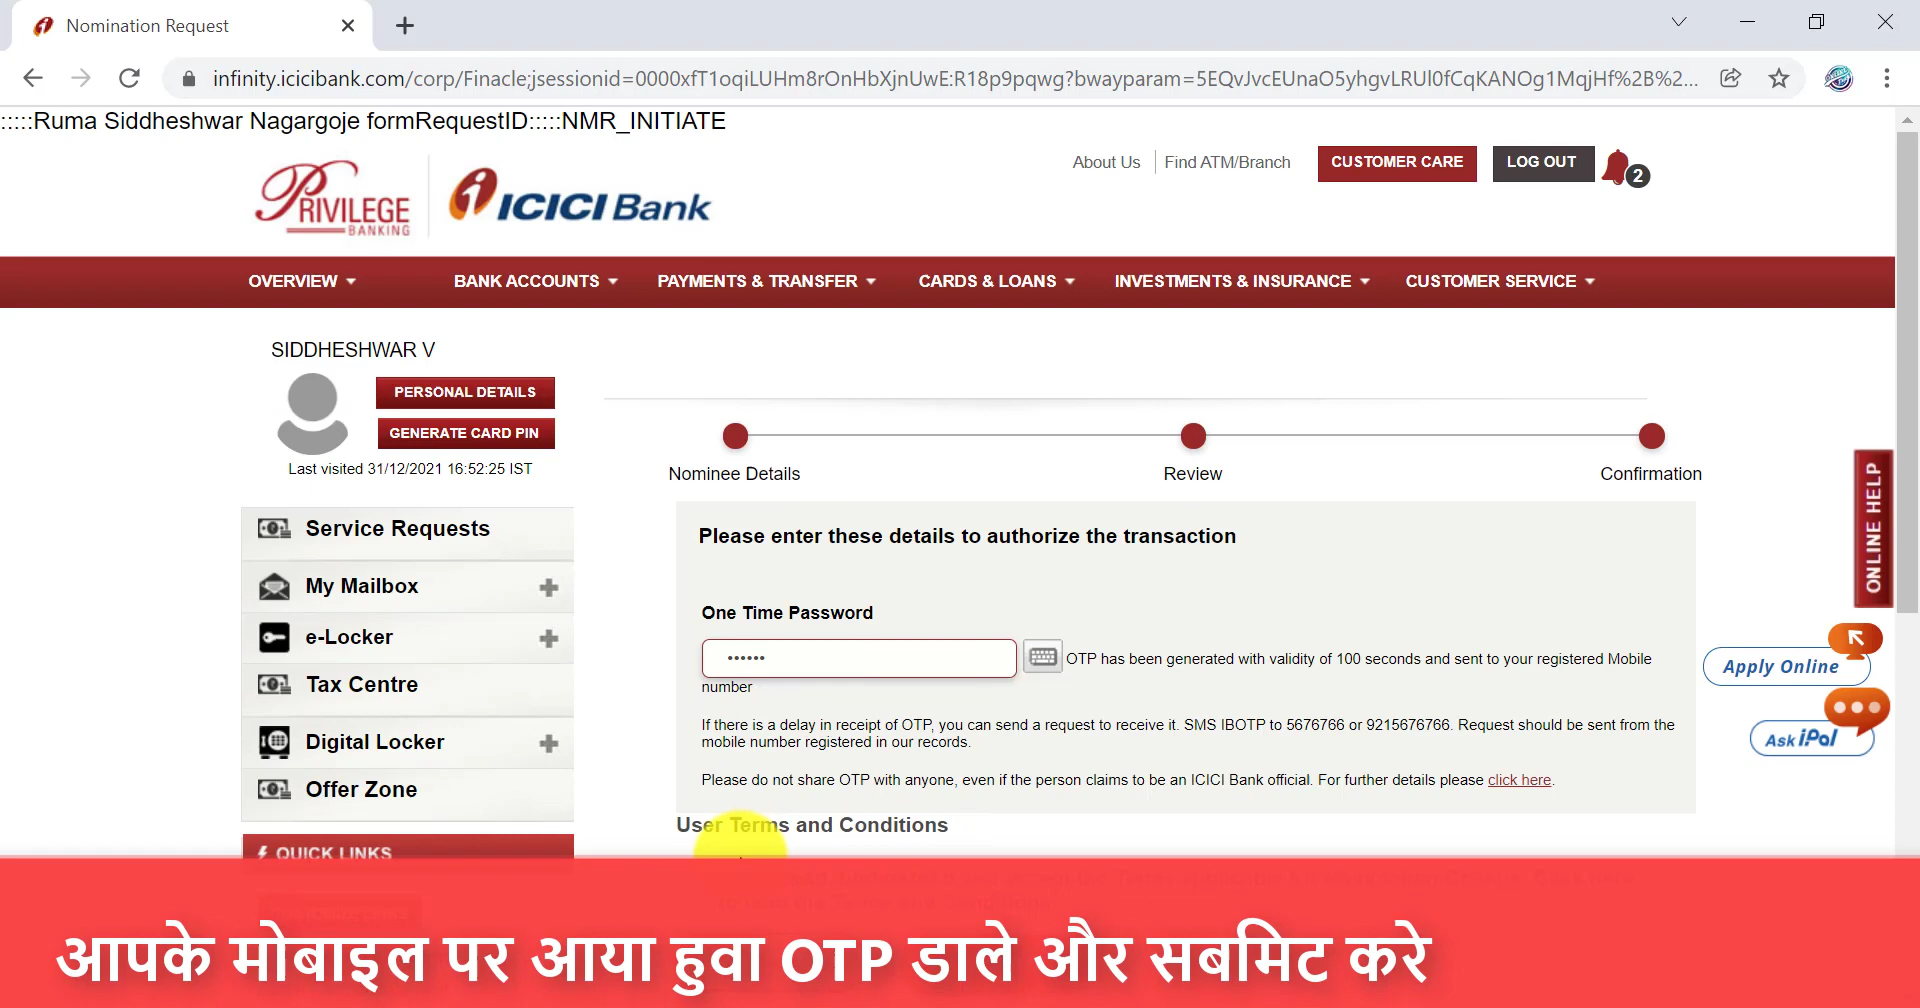 Nomination Request
infinity.icicibank.com/corp/Finacle;jsessionid=0000xfT1oqiLUHm8rOnHbXjnUwE:R18p9pqwg?bwayparam=5EQvJvcEUnaO5yhgvLRUl0fCqKANOg1MqjHf%2B%2...
:::::Ruma Siddheshwar Nagargoje formRequestID:::::NMR_INITIATE
About Us Find ATM/Branch CUSTOMER CARE LOG OUT 2
PRIVILEGE BANKING ICICI Bank
OVERVIEW BANK ACCOUNTS PAYMENTS & TRANSFER CARDS & LOANS INVESTMENTS & INSURANCE CUSTOMER SERVICE
SIDDHESHWAR V
PERSONAL DETAILS
GENERATE CARD PIN
Last visited 31/12/2021 16:52:25 IST
Service Requests
My Mailbox
e-Locker
Tax Centre
Digital Locker
Offer Zone
QUICK LINKS
Nominee Details Review Confirmation
Please enter these details to authorize the transaction
One Time Password
•••••• OTP has been generated with validity of 100 seconds and sent to your registered Mobile
number
If there is a delay in receipt of OTP, you can send a request to receive it. SMS IBOTP to 5676766 or 9215676766. Request should be sent from the
mobile number registered in our records.
Please do not share OTP with anyone, even if the person claims to be an ICICI Bank official. For further details please click here.
User Terms and Conditions
ONLINE HELP
Apply Online
Ask iPal
आपके मोबाइल पर आया हुवा OTP डाले और सबमिट करे